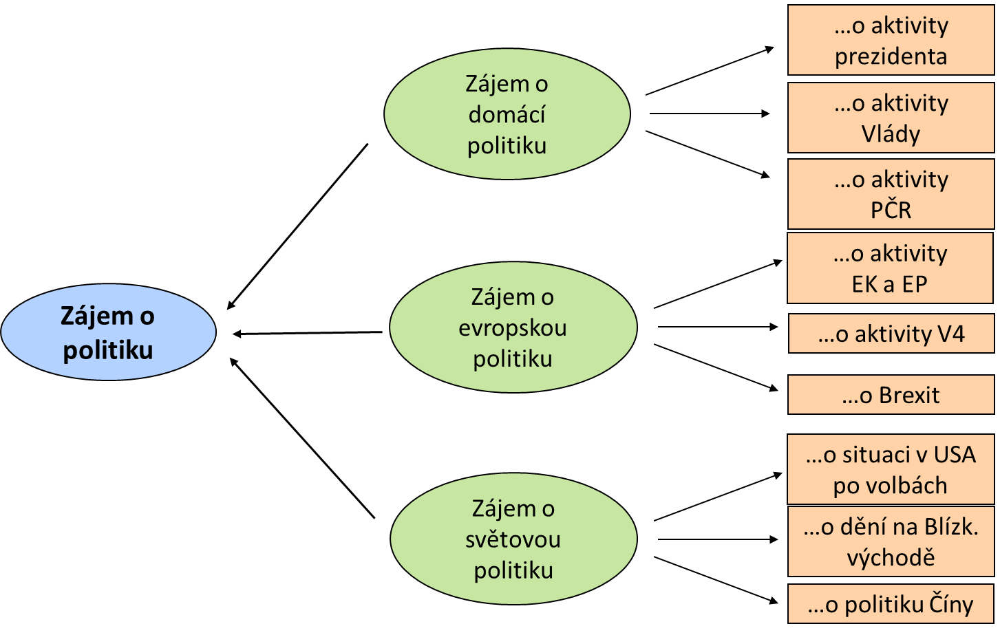 Zájem o
politiku
Zájem o
domácí
politiku
...o aktivity
prezidenta
...o aktivity
Vlády
...o aktivity
PČR
Zájem o
evropskou
politiku
...o aktivity
EK a EP
...o aktivity V4
...o Brexit
Zájem o
světovou
politiku
...o situaci v USA
po volbách
...o dění na Blízk.
východě
...o politiku Číny